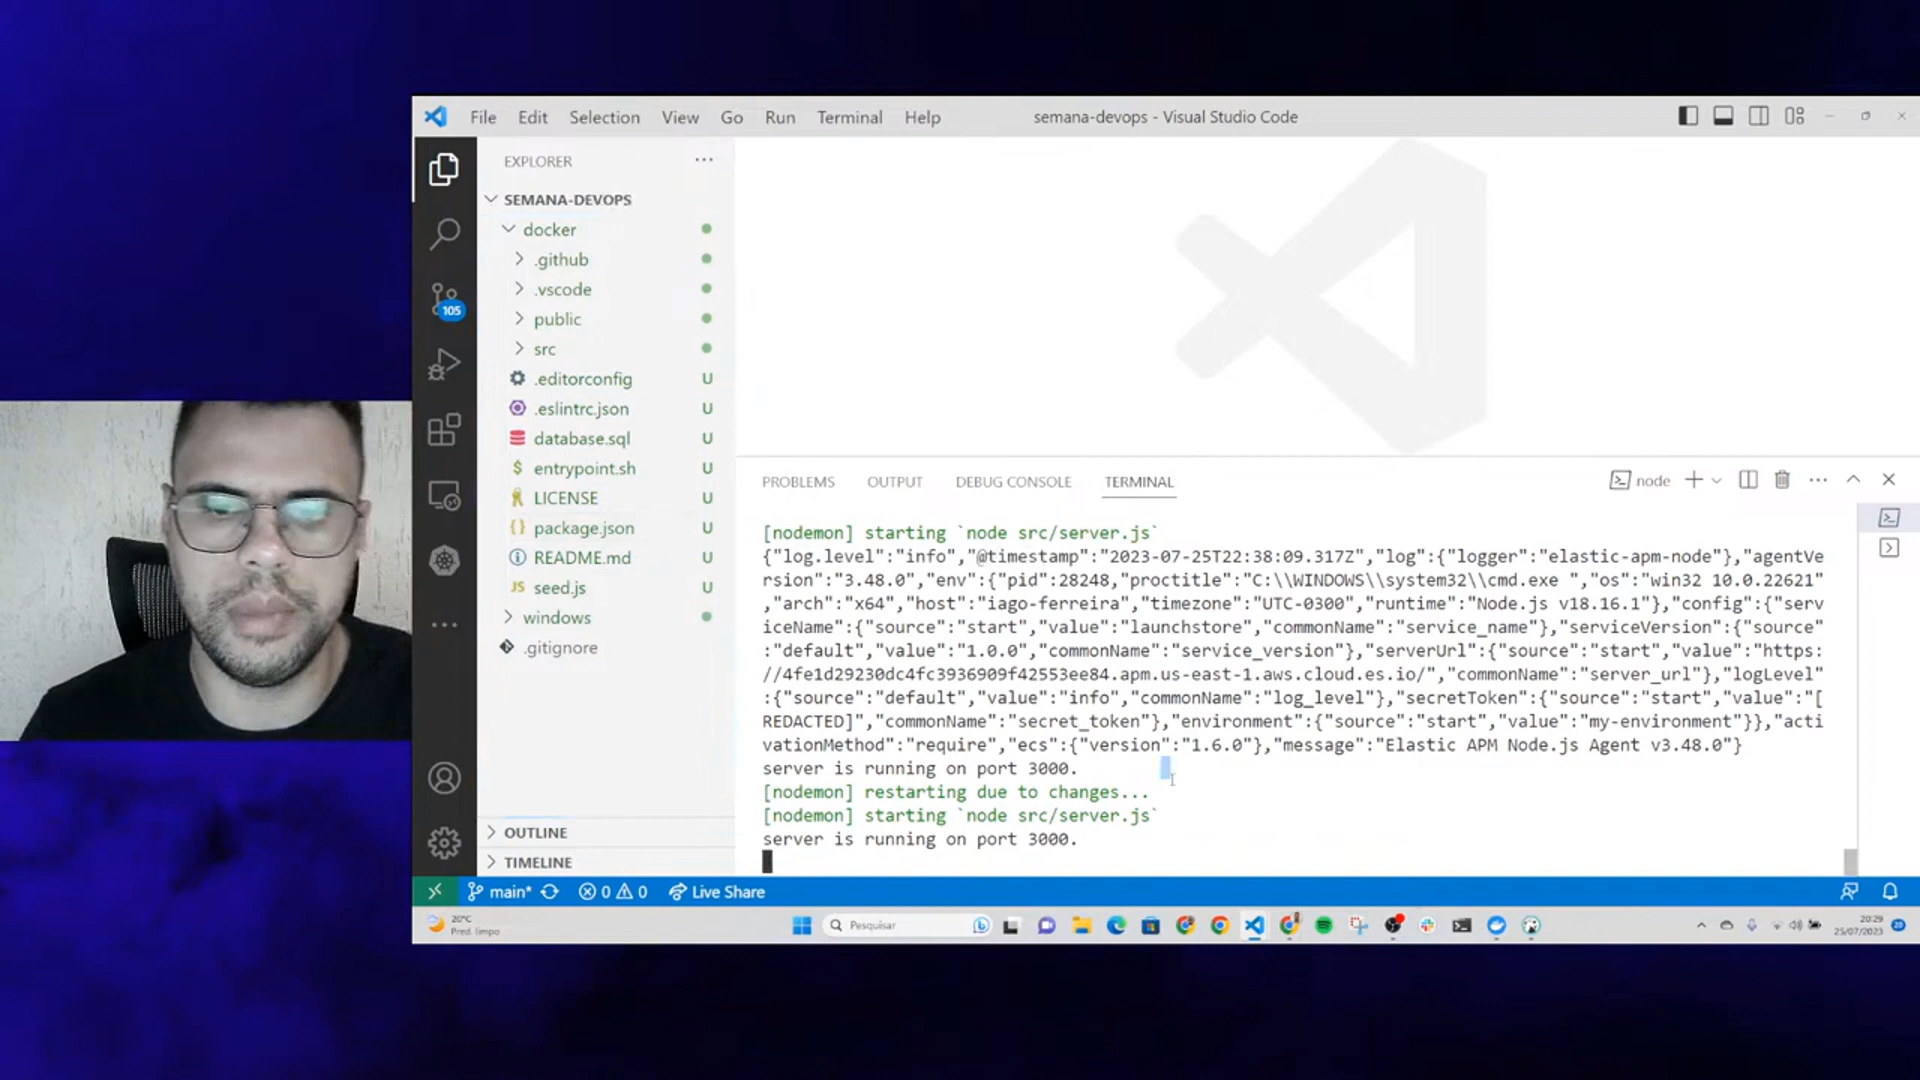 File Edit Selection View Go Run Terminal Help
semana-devops - Visual Studio Code
EXPLORER
SEMANA-DEVOPS
docker
.github
.vscode
public
src
.editorconfig U
.eslintrc.json U
database.sql U
entrypoint.sh U
LICENSE U
package.json U
README.md U
JS seed.js U
windows
.gitignore
OUTLINE
TIMELINE
105
PROBLEMS OUTPUT DEBUG CONSOLE TERMINAL
node
[nodemon] starting `node src/server.js`
{"log.level":"info","@timestamp":"2023-07-25T22:38:09.317Z","log":{"logger":"elastic-apm-node"},"agentVe
rsion":"3.48.0","env":{"pid":28248,"proctitle":"C:\\WINDOWS\\system32\\cmd.exe ","os":"win32 10.0.22621"
,"arch":"x64","host":"iago-ferreira","timezone":"UTC-0300","runtime":"Node.js v18.16.1"},"config":{"serv
iceName":{"source":"start","value":"launchstore","commonName":"service_name"},"serviceVersion":{"source"
:"default","value":"1.0.0","commonName":"service_version"},"serverUrl":{"source":"start","value":"https:
//4fe1d29230dc4fc3936909f42553ee84.apm.us-east-1.aws.cloud.es.io/","commonName":"server_url"},"logLevel"
:{"source":"default","value":"info","commonName":"log_level"},"secretToken":{"source":"start","value":"[
REDACTED]","commonName":"secret_token"},"environment":{"source":"start","value":"my-environment"}},"acti
vationMethod":"require","ecs":{"version":"1.6.0"},"message":"Elastic APM Node.js Agent v3.48.0"}
server is running on port 3000.
[nodemon] restarting due to changes...
[nodemon] starting `node src/server.js`
server is running on port 3000.
main* 0 0 Live Share
20°C
Pred. limpo
Pesquisar
20:29
25/07/2023